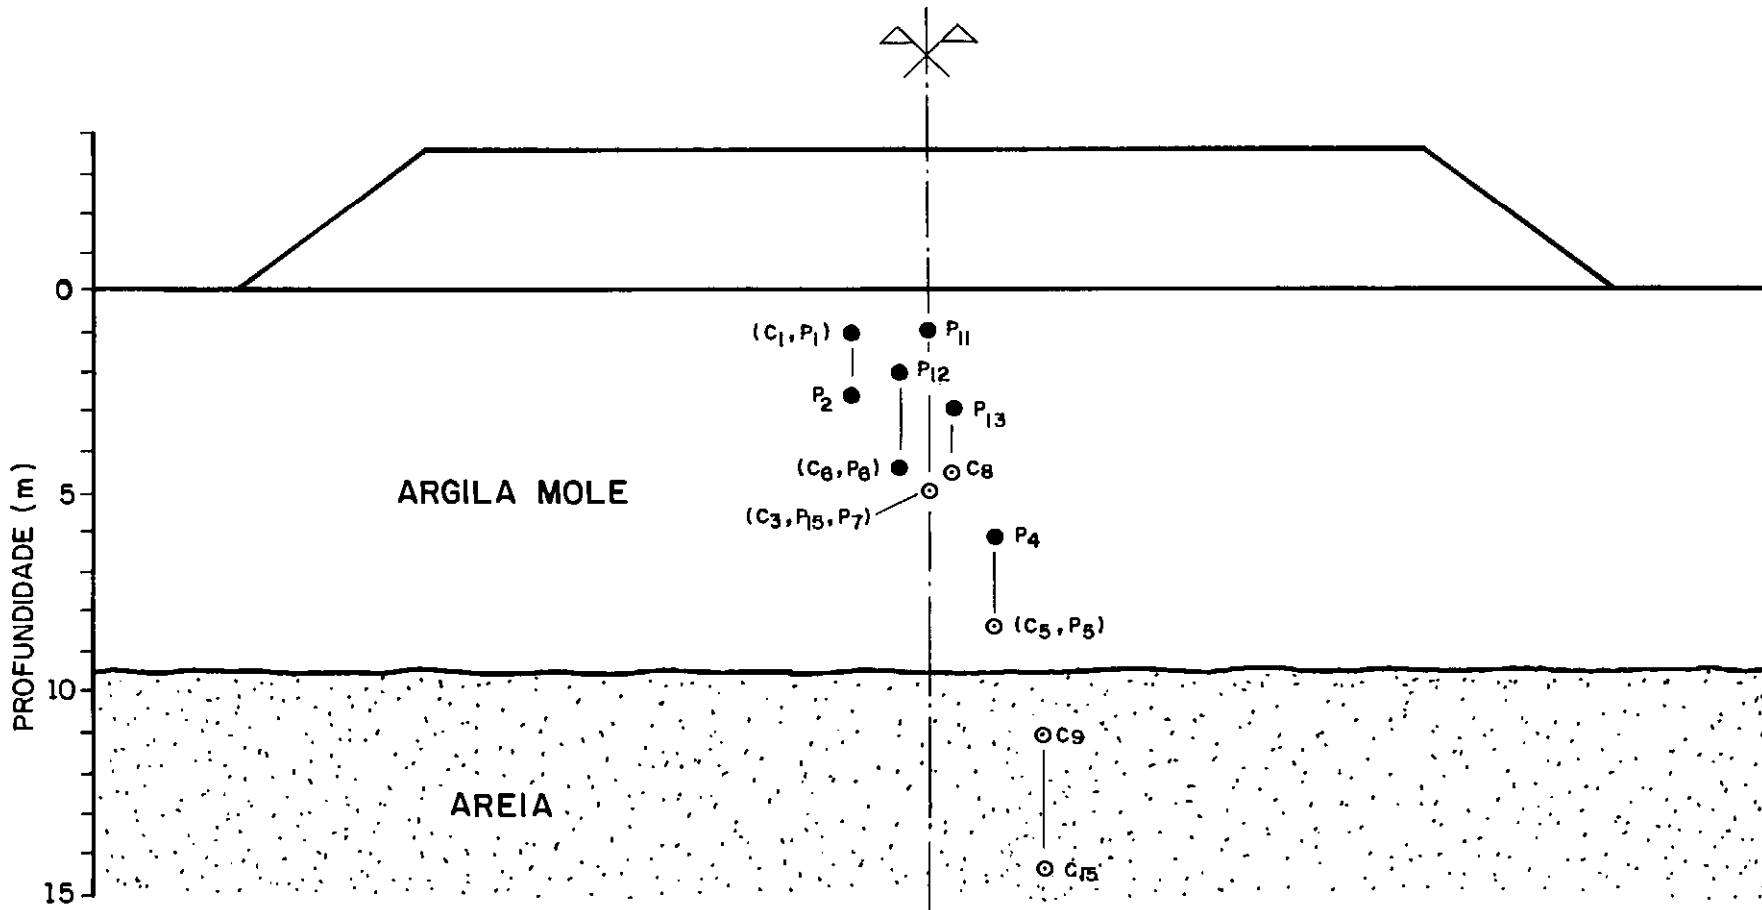 0
(C1, P1)
P11
P12
P2
P13
(C6, P6)
C8
ARGILA MOLE
5
(C3, P15, P7)
P4
PROFUNDIDADE (m)
(C5, P5)
10
C9
AREIA
C15
15